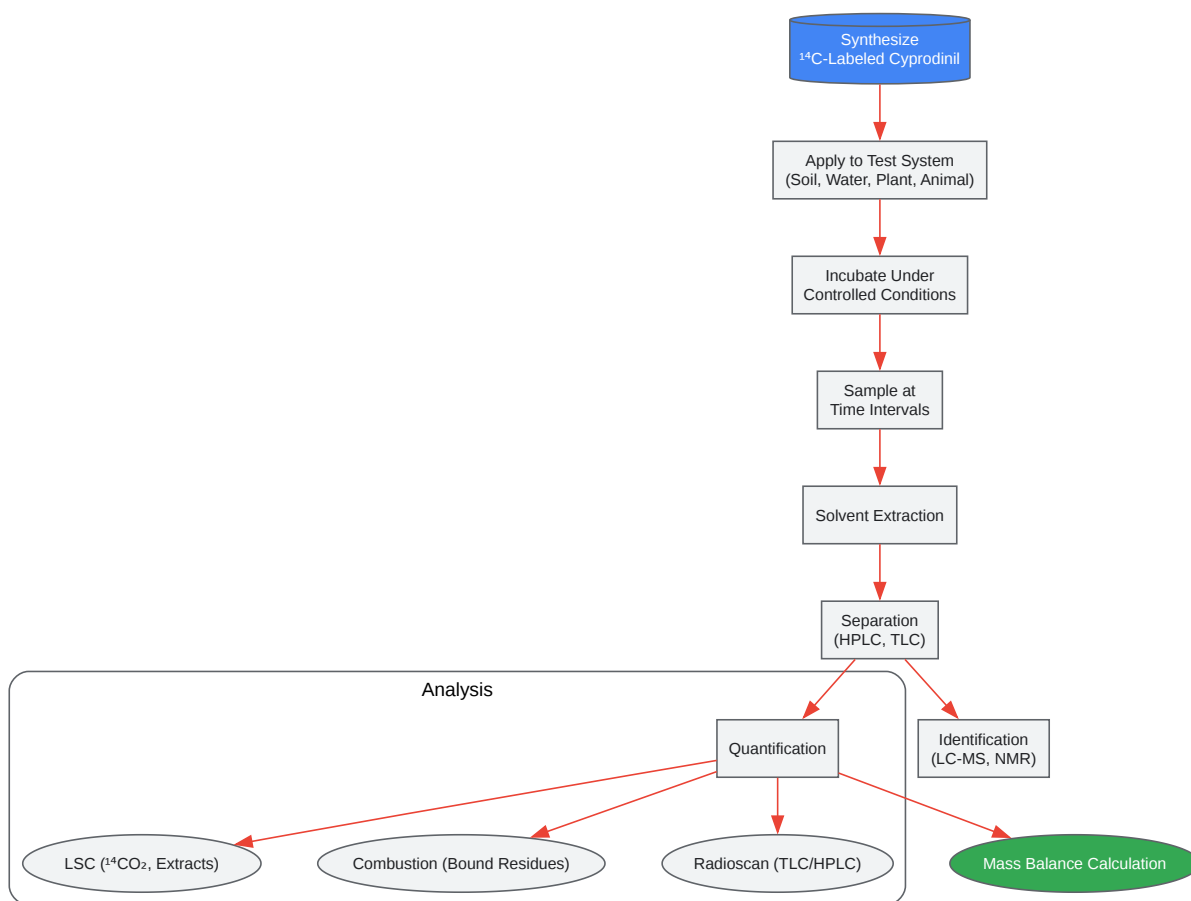 Synthesize
¹⁴C-Labeled Cyprodinil
Apply to Test System
(Soil, Water, Plant, Animal)
Incubate Under
Controlled Conditions
Sample at
Time Intervals
Solvent Extraction
Separation
(HPLC, TLC)
Analysis
Quantification
Identification
(LC-MS, NMR)
LSC (¹⁴CO₂, Extracts)
Combustion (Bound Residues)
Radioscan (TLC/HPLC)
Mass Balance Calculation